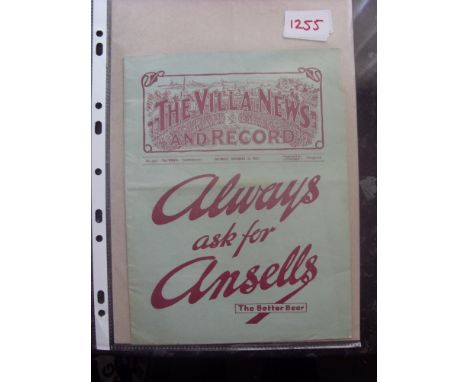 1255
THE VILLA NEWS
AND RECORD
Always
ask for
Ansells
The Better Beer